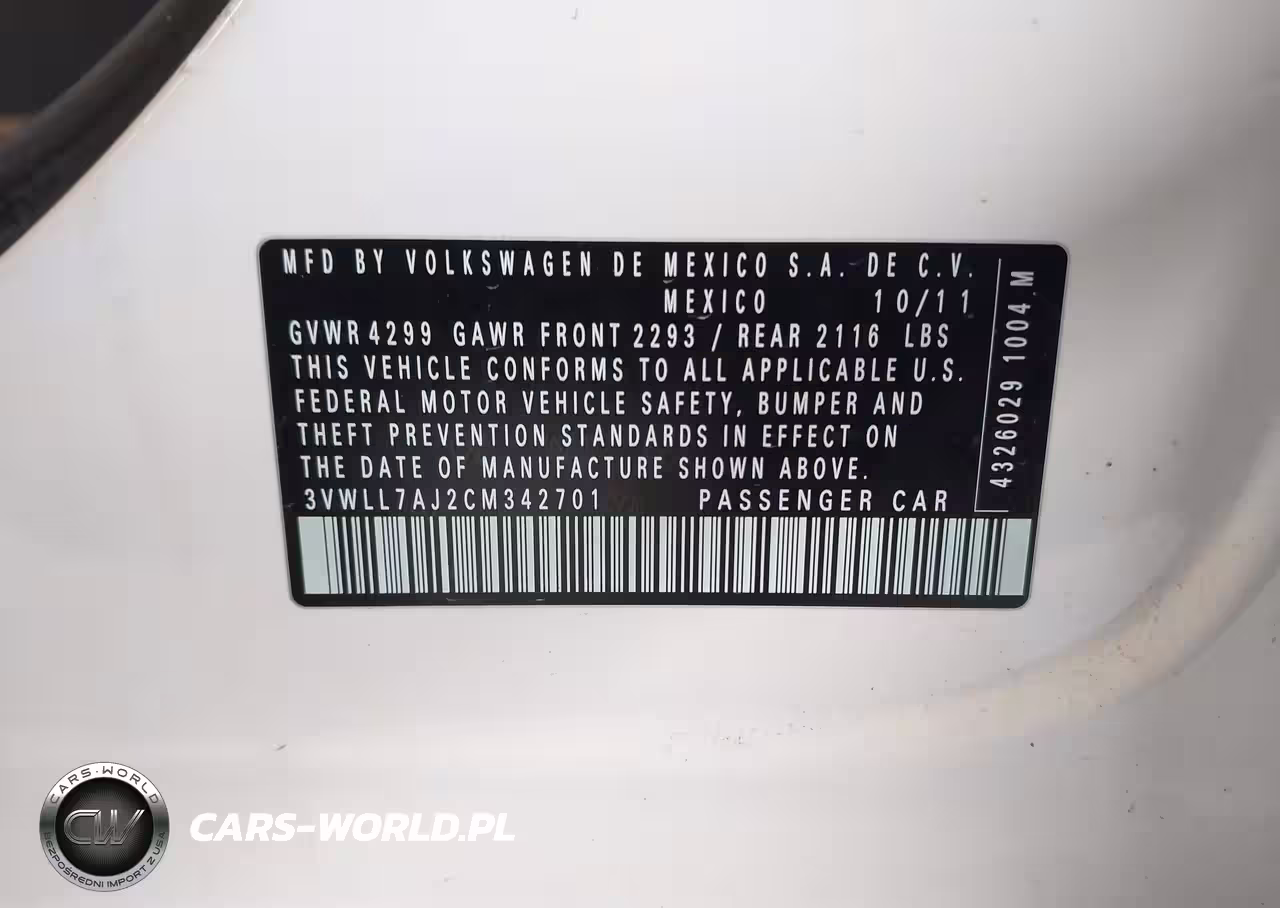 MFD BY VOLKSWAGEN DE MEXICO S.A. DE C.V.
MEXICO 10/11
GVWR 4299 GAWR FRONT 2293 / REAR 2116 LBS
THIS VEHICLE CONFORMS TO ALL APPLICABLE U.S.
FEDERAL MOTOR VEHICLE SAFETY, BUMPER AND
THEFT PREVENTION STANDARDS IN EFFECT ON
THE DATE OF MANUFACTURE SHOWN ABOVE.
3VWLL7AJ2CM342701 PASSENGER CAR
4326029 1004 M
CARS-WORLD
CW
BEZPOŚREDNI IMPORT Z USA
CARS-WORLD.PL